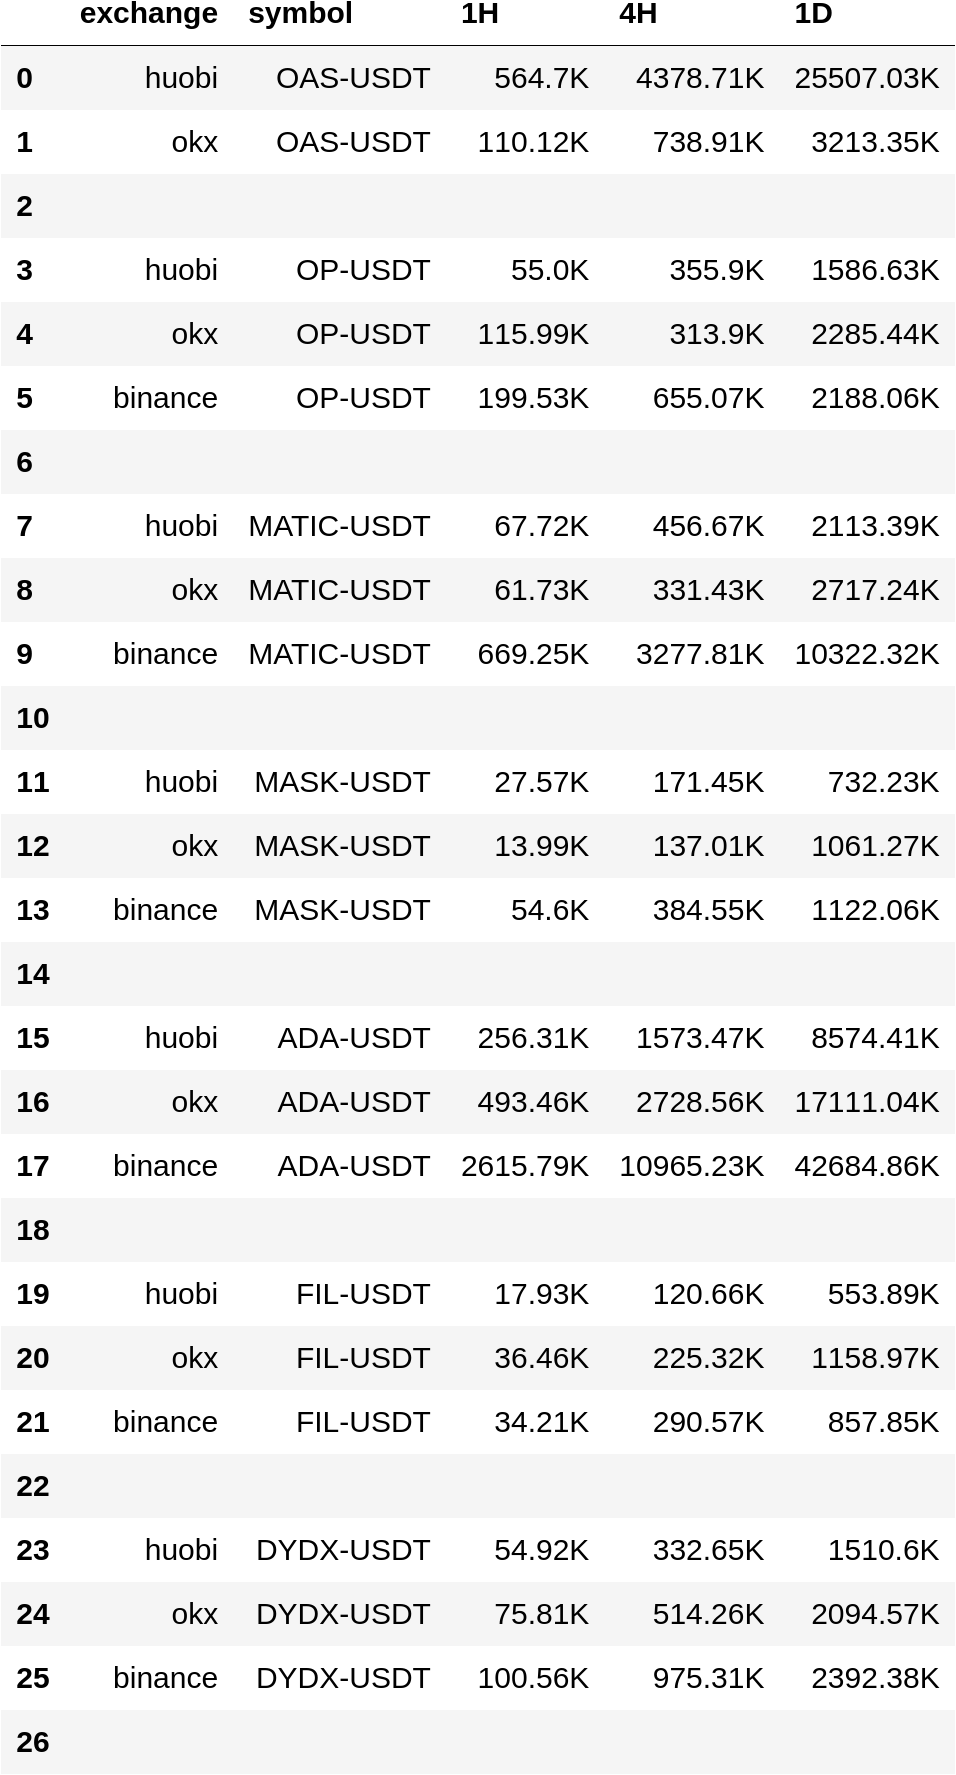 exchange symbol 1H 4H 1D
0 huobi OAS-USDT 564.7K 4378.71K 25507.03K
1 okx OAS-USDT 110.12K 738.91K 3213.35K
2
3 huobi OP-USDT 55.0K 355.9K 1586.63K
4 okx OP-USDT 115.99K 313.9K 2285.44K
5 binance OP-USDT 199.53K 655.07K 2188.06K
6
7 huobi MATIC-USDT 67.72K 456.67K 2113.39K
8 okx MATIC-USDT 61.73K 331.43K 2717.24K
9 binance MATIC-USDT 669.25K 3277.81K 10322.32K
10
11 huobi MASK-USDT 27.57K 171.45K 732.23K
12 okx MASK-USDT 13.99K 137.01K 1061.27K
13 binance MASK-USDT 54.6K 384.55K 1122.06K
14
15 huobi ADA-USDT 256.31K 1573.47K 8574.41K
16 okx ADA-USDT 493.46K 2728.56K 17111.04K
17 binance ADA-USDT 2615.79K 10965.23K 42684.86K
18
19 huobi FIL-USDT 17.93K 120.66K 553.89K
20 okx FIL-USDT 36.46K 225.32K 1158.97K
21 binance FIL-USDT 34.21K 290.57K 857.85K
22
23 huobi DYDX-USDT 54.92K 332.65K 1510.6K
24 okx DYDX-USDT 75.81K 514.26K 2094.57K
25 binance DYDX-USDT 100.56K 975.31K 2392.38K
26